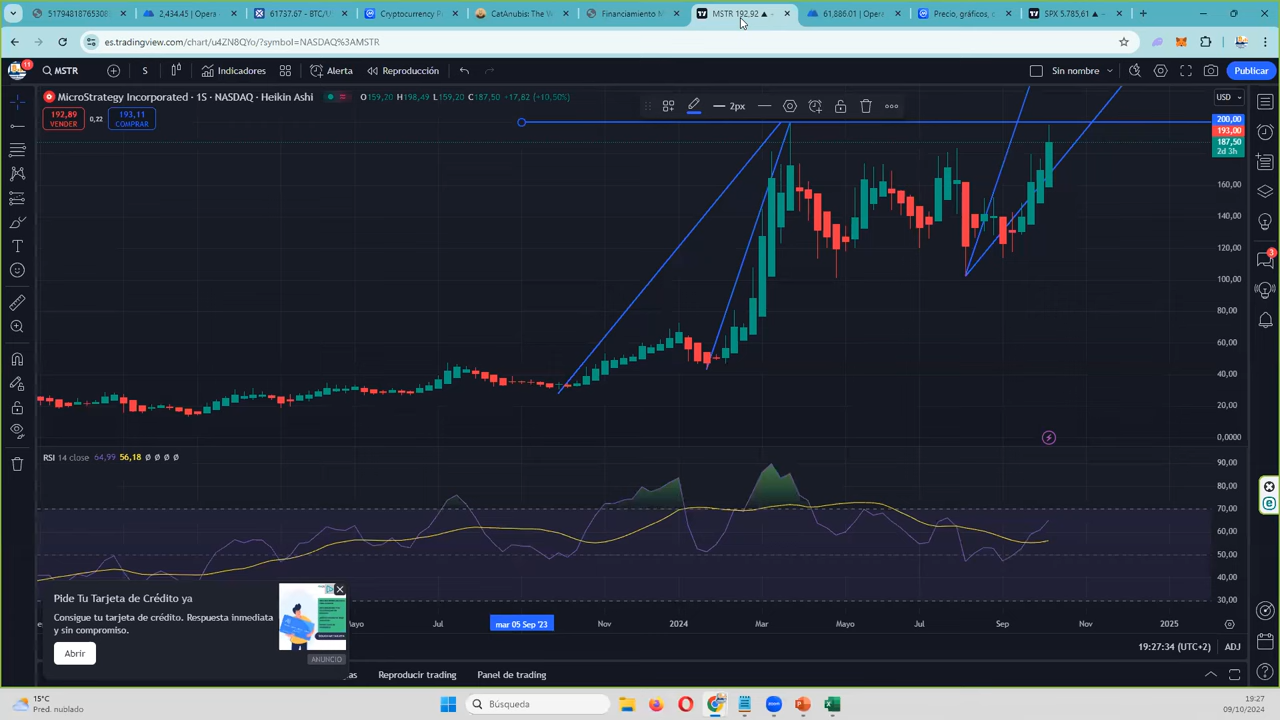 5179481876308
2,434.45 | Opera
61737.67 - BTC/U
Cryptocurrency P
CatAnubis: The W
Financiamiento M
MSTR 192.92 ▲ -
61,886.01 | Opera
Precio, gráficos, p
SPX 5.785,61 ▲ -
es.tradingview.com/chart/u4ZN8QYo/?symbol=NASDAQ%3AMSTR
11
MSTR
S
Indicadores
Alerta
Reproducción
Sin nombre
Publicar
MicroStrategy Incorporated · 1S · NASDAQ · Heikin Ashi
O159,20 H198,49 L159,20 C187,50 -17,82 (+10,50%)
192,89
VENDER
0,22
193,11
COMPRAR
2px
USD
200,00
193,00
187,50
2d 3h
160,00
140,00
120,00
100,00
80,00
60,00
40,00
20,00
0,0000
3
RSI 14 close 64,99 56,18 Ø Ø Ø Ø
90,00
80,00
70,00
60,00
50,00
40,00
30,00
Pide Tu Tarjeta de Crédito ya
Consigue tu tarjeta de crédito. Respuesta inmediata
y sin compromiso.
Abrir
ANUNCIO
Mayo
Jul
mar 05 Sep '23
Nov
2024
Mar
Mayo
Jul
Sep
Nov
2025
19:27:34 (UTC+2)
ADJ
as
Reproducir trading
Panel de trading
15°C
Pred. nublado
Búsqueda
19:27
09/10/2024